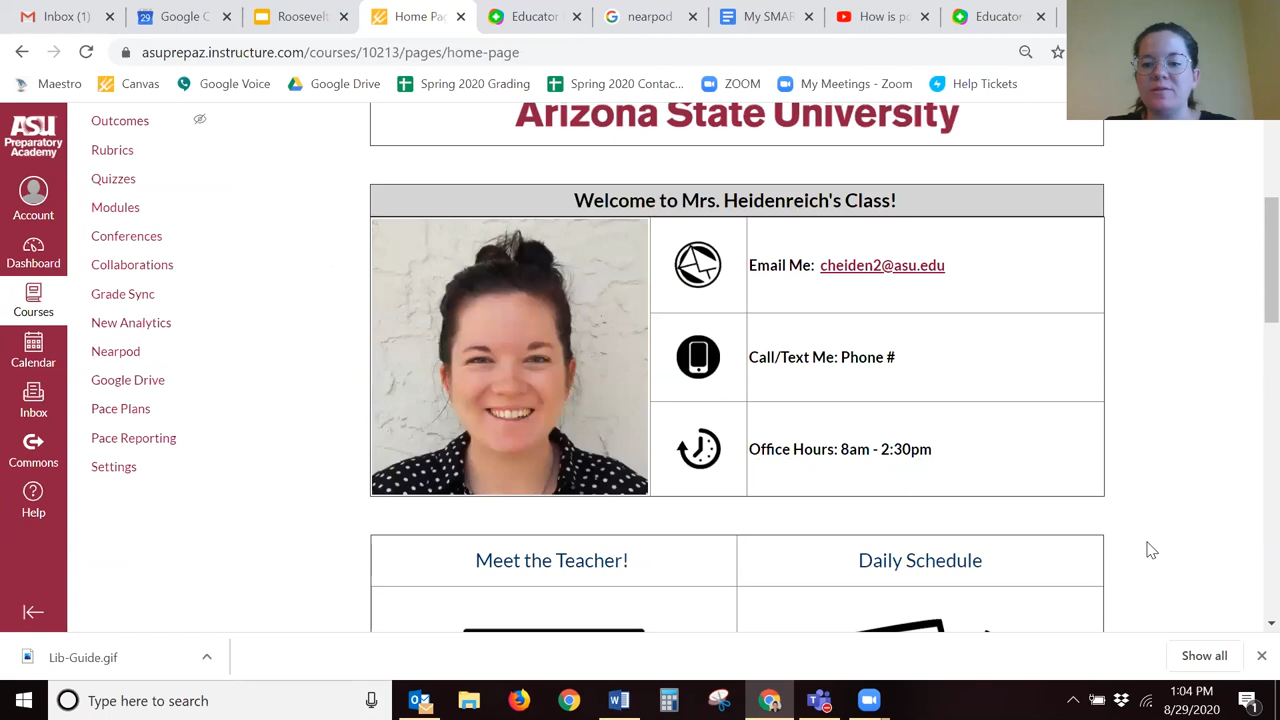 Inbox (1)
Google C
Roosevelt
Home Pa
Educator
nearpod
My SMAR
How is p
Educator
asuprepaz.instructure.com/courses/10213/pages/home-page
Maestro
Canvas
Google Voice
Google Drive
Spring 2020 Grading
Spring 2020 Contac...
ZOOM
My Meetings - Zoom
Help Tickets
ASU
Preparatory
Academy
Account
Dashboard
Courses
Calendar
Inbox
Commons
Help
Outcomes
Rubrics
Quizzes
Modules
Conferences
Collaborations
Grade Sync
New Analytics
Nearpod
Google Drive
Pace Plans
Pace Reporting
Settings
Arizona State University
Welcome to Mrs. Heidenreich's Class!
Email Me: cheiden2@asu.edu
Call/Text Me: Phone #
Office Hours: 8am - 2:30pm
Meet the Teacher!
Daily Schedule
Lib-Guide.gif
Show all
Type here to search
1:04 PM
8/29/2020
1